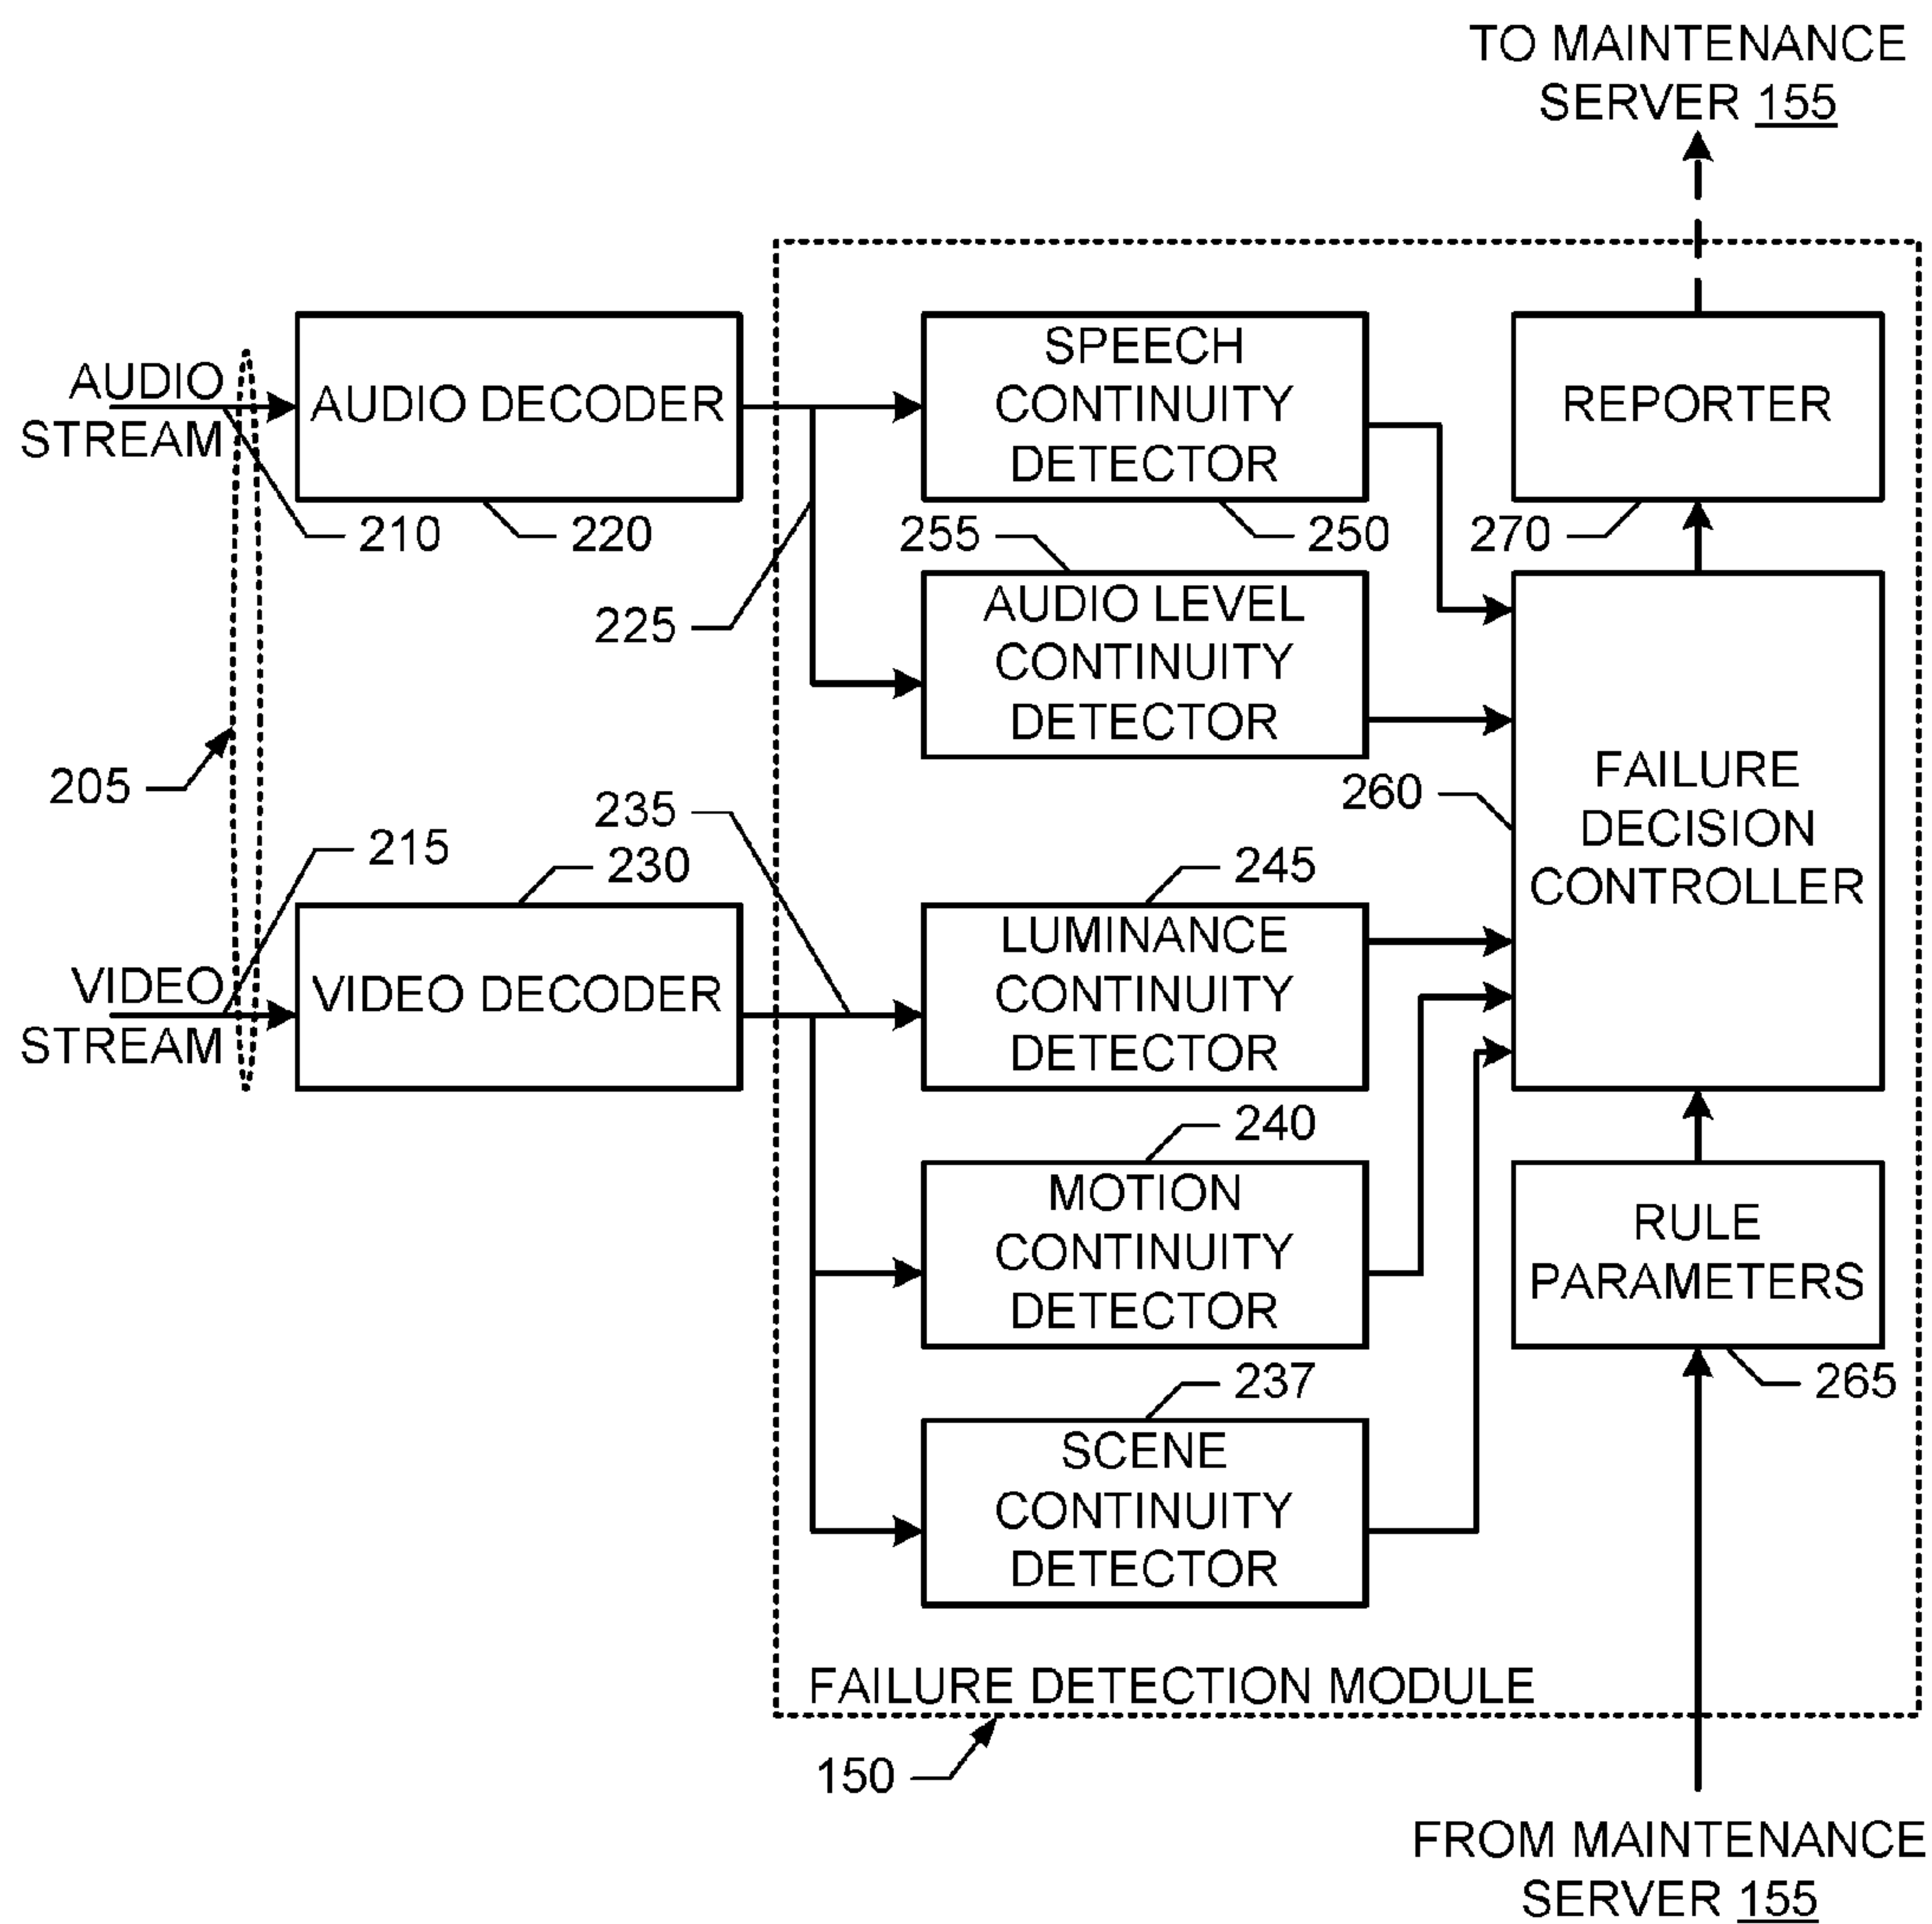 TO MAINTENANCE
SERVER 155
AUDIO
STREAM
AUDIO DECODER
SPEECH
CONTINUITY
DETECTOR
REPORTER
210
220
250
270
255
225
AUDIO LEVEL
CONTINUITY
DETECTOR
205
235
260
FAILURE
DECISION
CONTROLLER
215
230
245
VIDEO
STREAM
VIDEO DECODER
LUMINANCE
CONTINUITY
DETECTOR
240
MOTION
CONTINUITY
DETECTOR
RULE
PARAMETERS
237
265
SCENE
CONTINUITY
DETECTOR
FAILURE DETECTION MODULE
150
FROM MAINTENANCE
SERVER 155